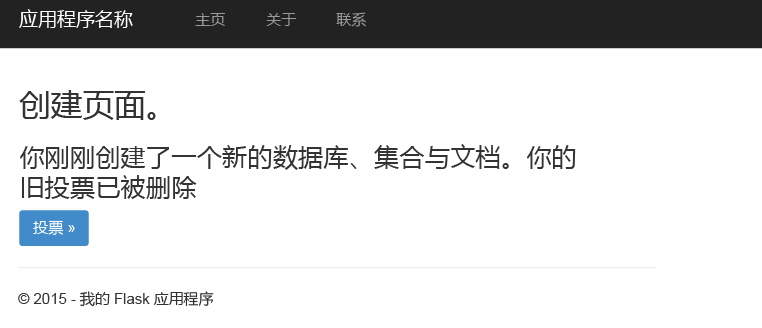 应用程序名称 主页 关于 联系
创建页面。
你刚刚创建了一个新的数据库、集合与文档。你的
旧投票已被删除
投票 »
© 2015 - 我的 Flask 应用程序